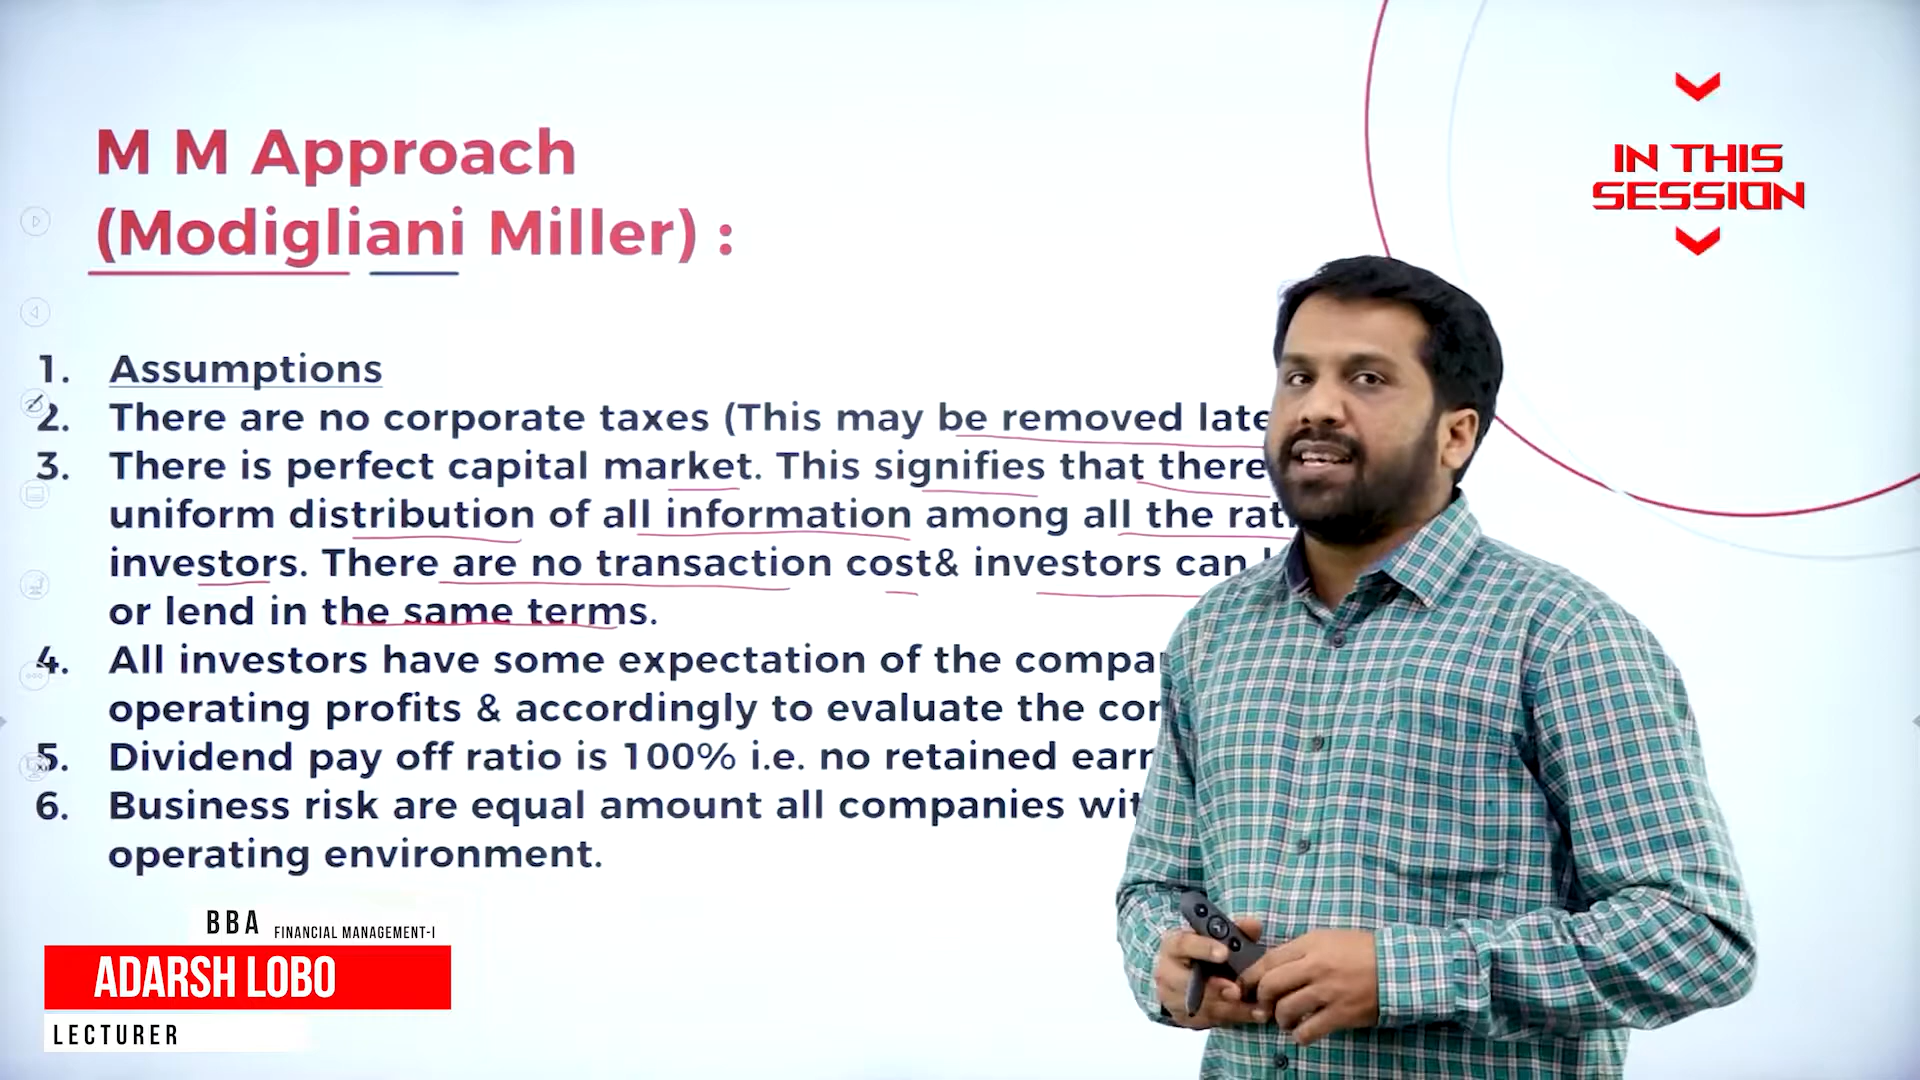 M M Approach
(Modigliani Miller) :
IN THIS
SESSION
1. Assumptions
2. There are no corporate taxes (This may be removed late
3. There is perfect capital market. This signifies that there
uniform distribution of all information among all the rati
investors. There are no transaction cost& investors can
or lend in the same terms.
4. All investors have some expectation of the compa
operating profits & accordingly to evaluate the
5. Dividend pay off ratio is 100% i.e. no retained earn
6. Business risk are equal amount all companies wit
operating environment.
BBA FINANCIAL MANAGEMENT-I
ADARSH LOBO
LECTURER